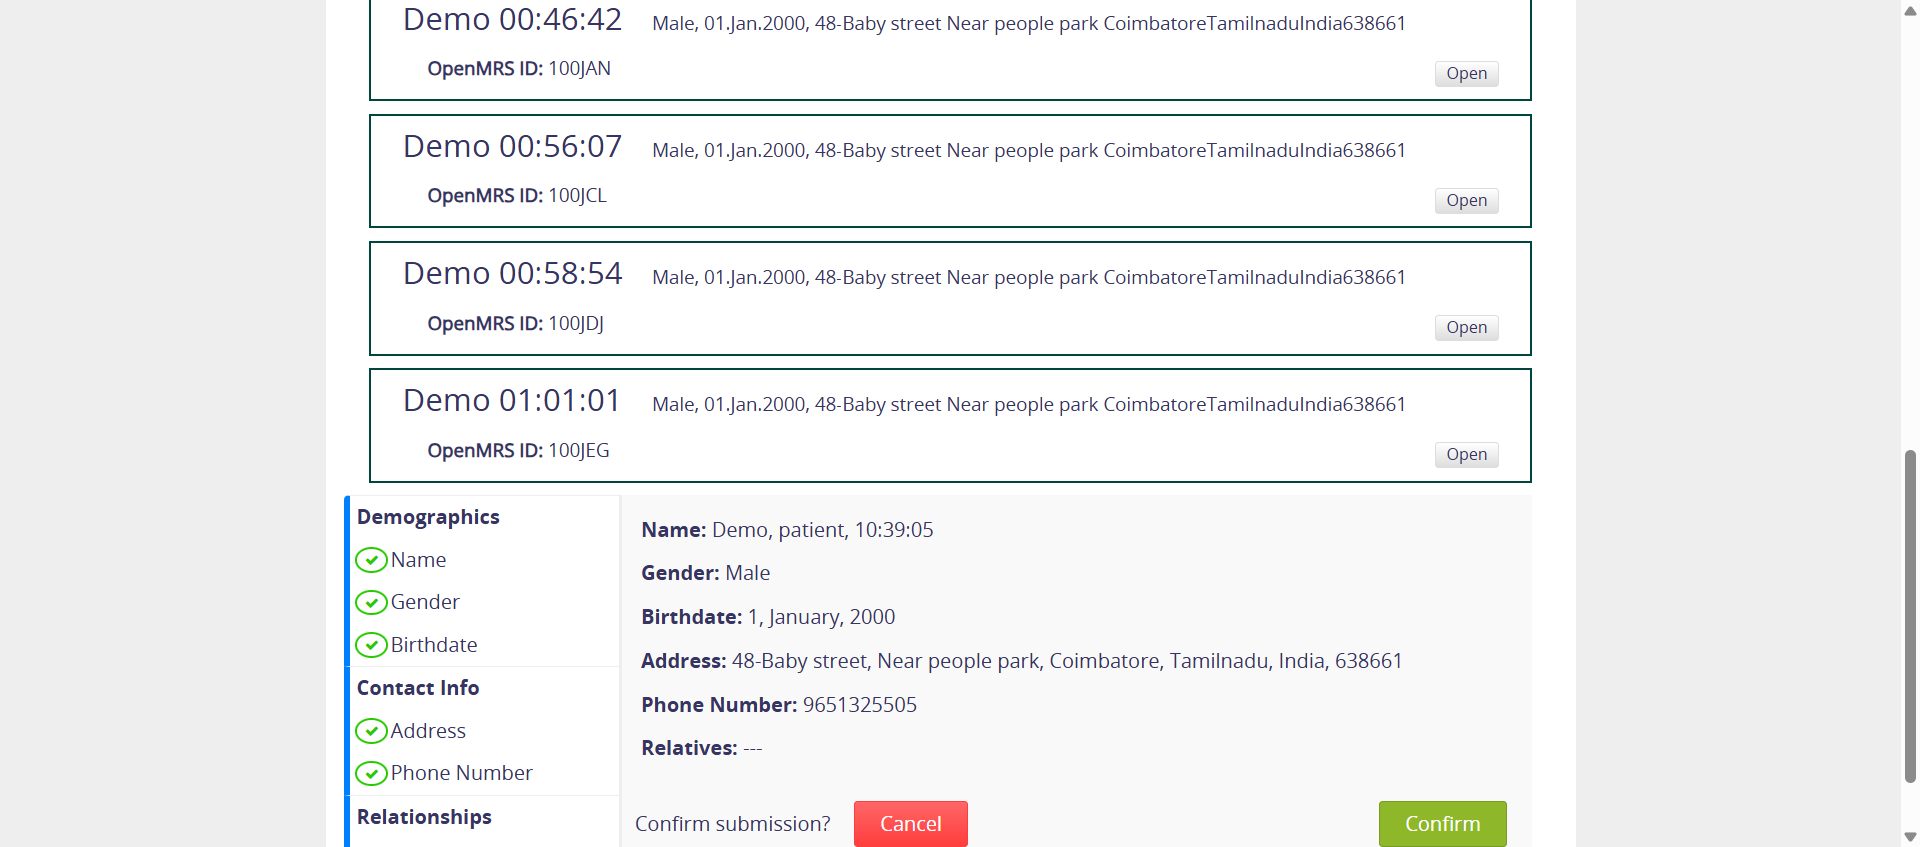 Demo 00:46:42 Male, 01.Jan.2000, 48-Baby street Near people park CoimbatoreTamilnaduIndia638661
OpenMRS ID: 100JAN
Open
Demo 00:56:07 Male, 01.Jan.2000, 48-Baby street Near people park CoimbatoreTamilnaduIndia638661
OpenMRS ID: 100JCL
Open
Demo 00:58:54 Male, 01.Jan.2000, 48-Baby street Near people park CoimbatoreTamilnaduIndia638661
OpenMRS ID: 100JDJ
Open
Demo 01:01:01 Male, 01.Jan.2000, 48-Baby street Near people park CoimbatoreTamilnaduIndia638661
OpenMRS ID: 100JEG
Open
Demographics
Name
Gender
Birthdate
Contact Info
Address
Phone Number
Relationships
Name: Demo, patient, 10:39:05
Gender: Male
Birthdate: 1, January, 2000
Address: 48-Baby street, Near people park, Coimbatore, Tamilnadu, India, 638661
Phone Number: 9651325505
Relatives: ---
Confirm submission? Cancel Confirm